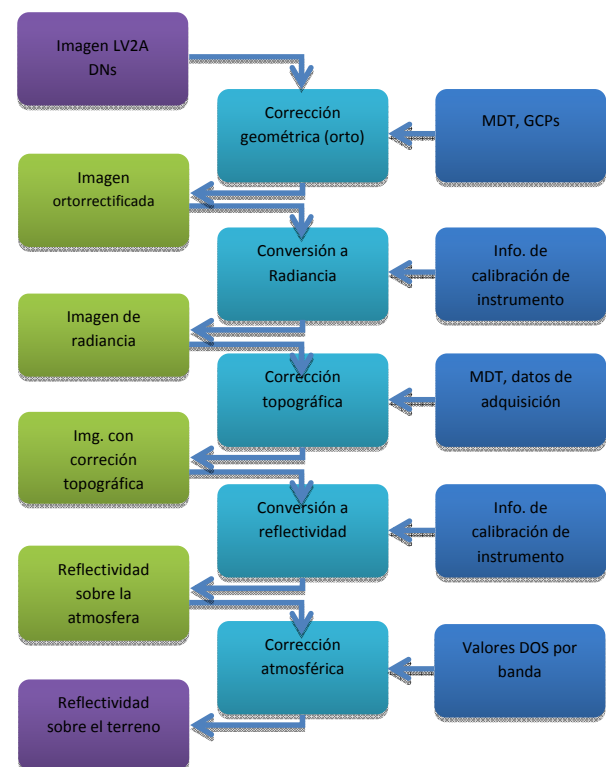 Imagen LV2A
DNs
Corrección
geométrica (orto)
MDT, GCPs
Imagen
ortorrectificada
Conversión a
Radiancia
Info. de
calibración de
instrumento
Imagen de
radiancia
Corrección
topográfica
MDT, datos de
adquisición
Img. con
correción
topográfica
Conversión a
reflectividad
Info. de
calibración de
instrumento
Reflectividad
sobre la
atmosfera
Corrección
atmosférica
Valores DOS por
banda
Reflectividad
sobre el terreno